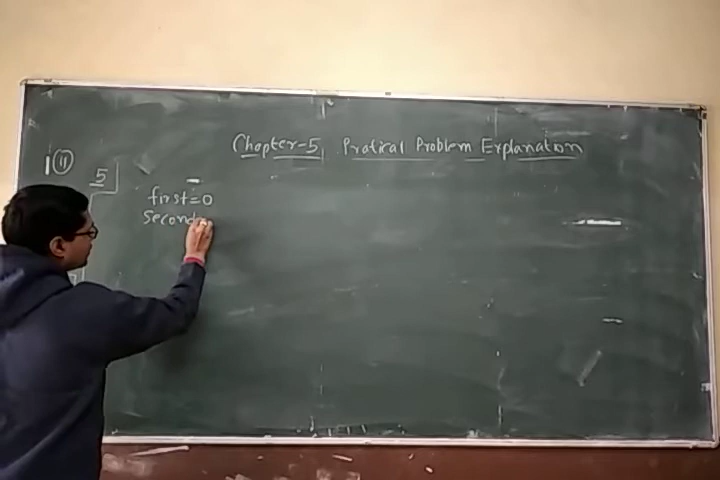 Chapter-5 Pratical Problem Explanation
11
5
first=0
Second